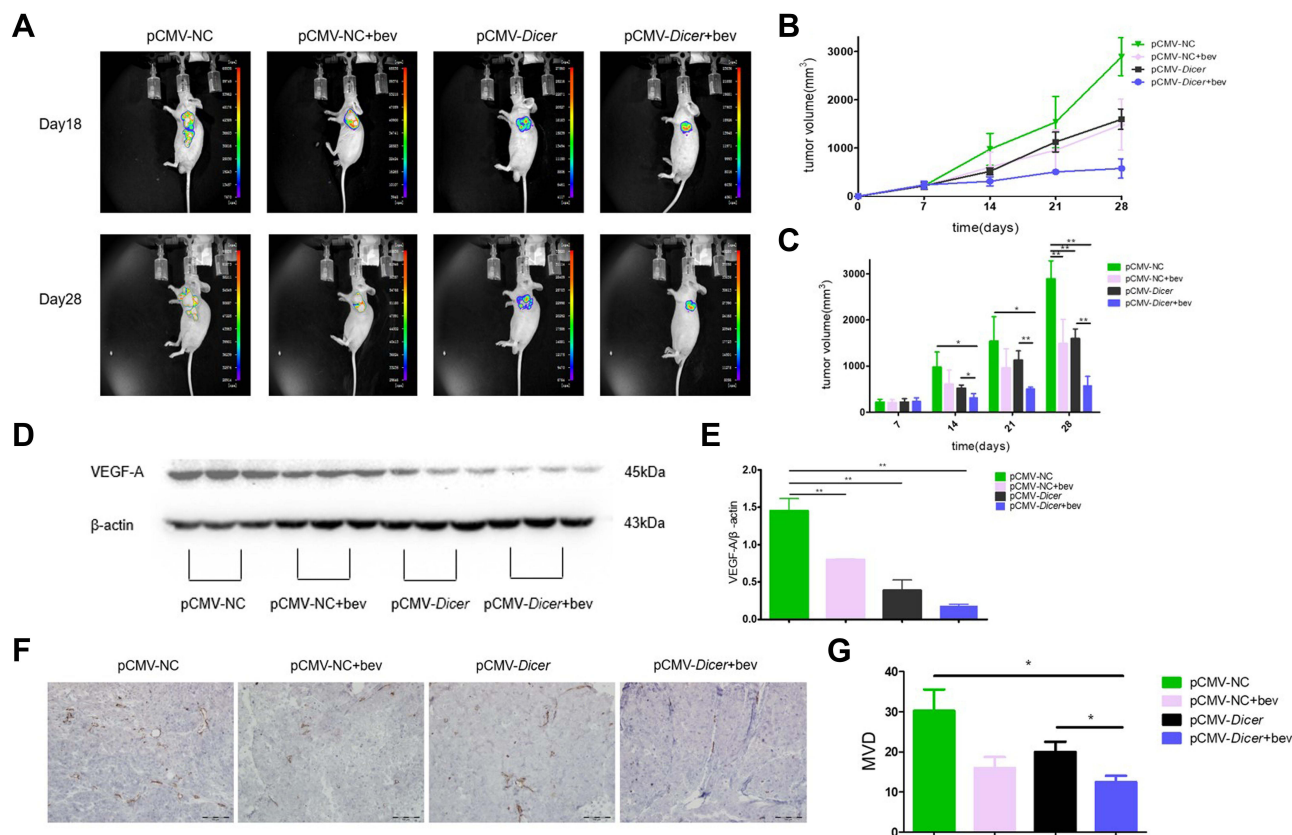 A
pCMV-NC
pCMV-NC+bev
pCMV-Dicer
pCMV-Dicer+bev
Day18
Day28
B
tumor volume(mm3)
3000
2000
1000
0
0
7
14
21
28
time(days)
pCMV-NC
pCMV-NC+bev
pCMV-Dicer
pCMV-Dicer+bev
C
tumor volume(mm3)
3000
2000
1000
0
7
14
21
28
time(days)
*
*
*
**
**
**
**
**
pCMV-NC
pCMV-NC+bev
pCMV-Dicer
pCMV-Dicer+bev
D
VEGF-A
45kDa
β-actin
43kDa
pCMV-NC
pCMV-NC+bev
pCMV-Dicer
pCMV-Dicer+bev
E
VEGF-A/β -actin
2.0
1.5
1.0
0.5
0.0
**
**
**
pCMV-NC
pCMV-NC+bev
pCMV-Dicer
pCMV-Dicer+bev
F
pCMV-NC
pCMV-NC+bev
pCMV-Dicer
pCMV-Dicer+bev
G
MVD
40
30
20
10
0
*
*
pCMV-NC
pCMV-NC+bev
pCMV-Dicer
pCMV-Dicer+bev